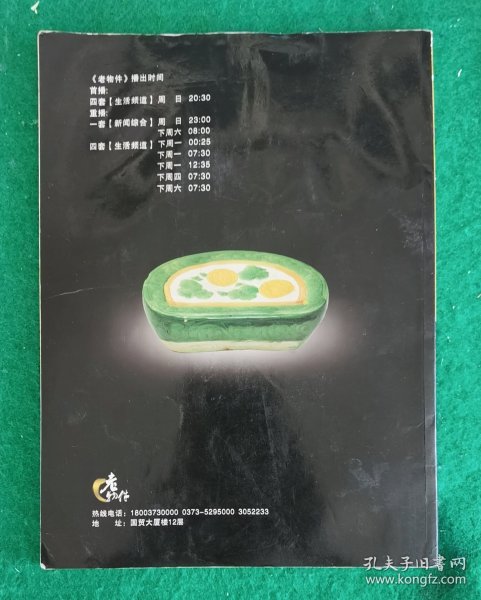 《老物件》播出时间
首播：
四套【生活频道】周 日 20:30
重播：
一套【新闻综合】周 日 23:00
下周六 08:00
四套【生活频道】下周一 00:25
下周一 07:30
下周一 12:35
下周四 07:30
下周六 07:30
老物件
热线电话：18003730000 0373-5295000 3052233
地 址：国贸大厦楼12层
孔夫子旧书网
www.kongfz.com